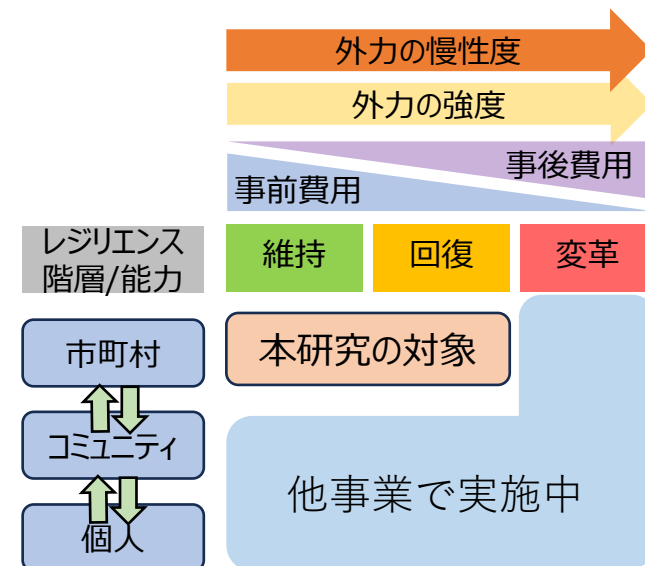 外力の慢性度
外力の強度
事後費用
事前費用
レジリエンス
階層/能力
維持
回復
変革
市町村
本研究の対象
コミュニティ
他事業で実施中
個人